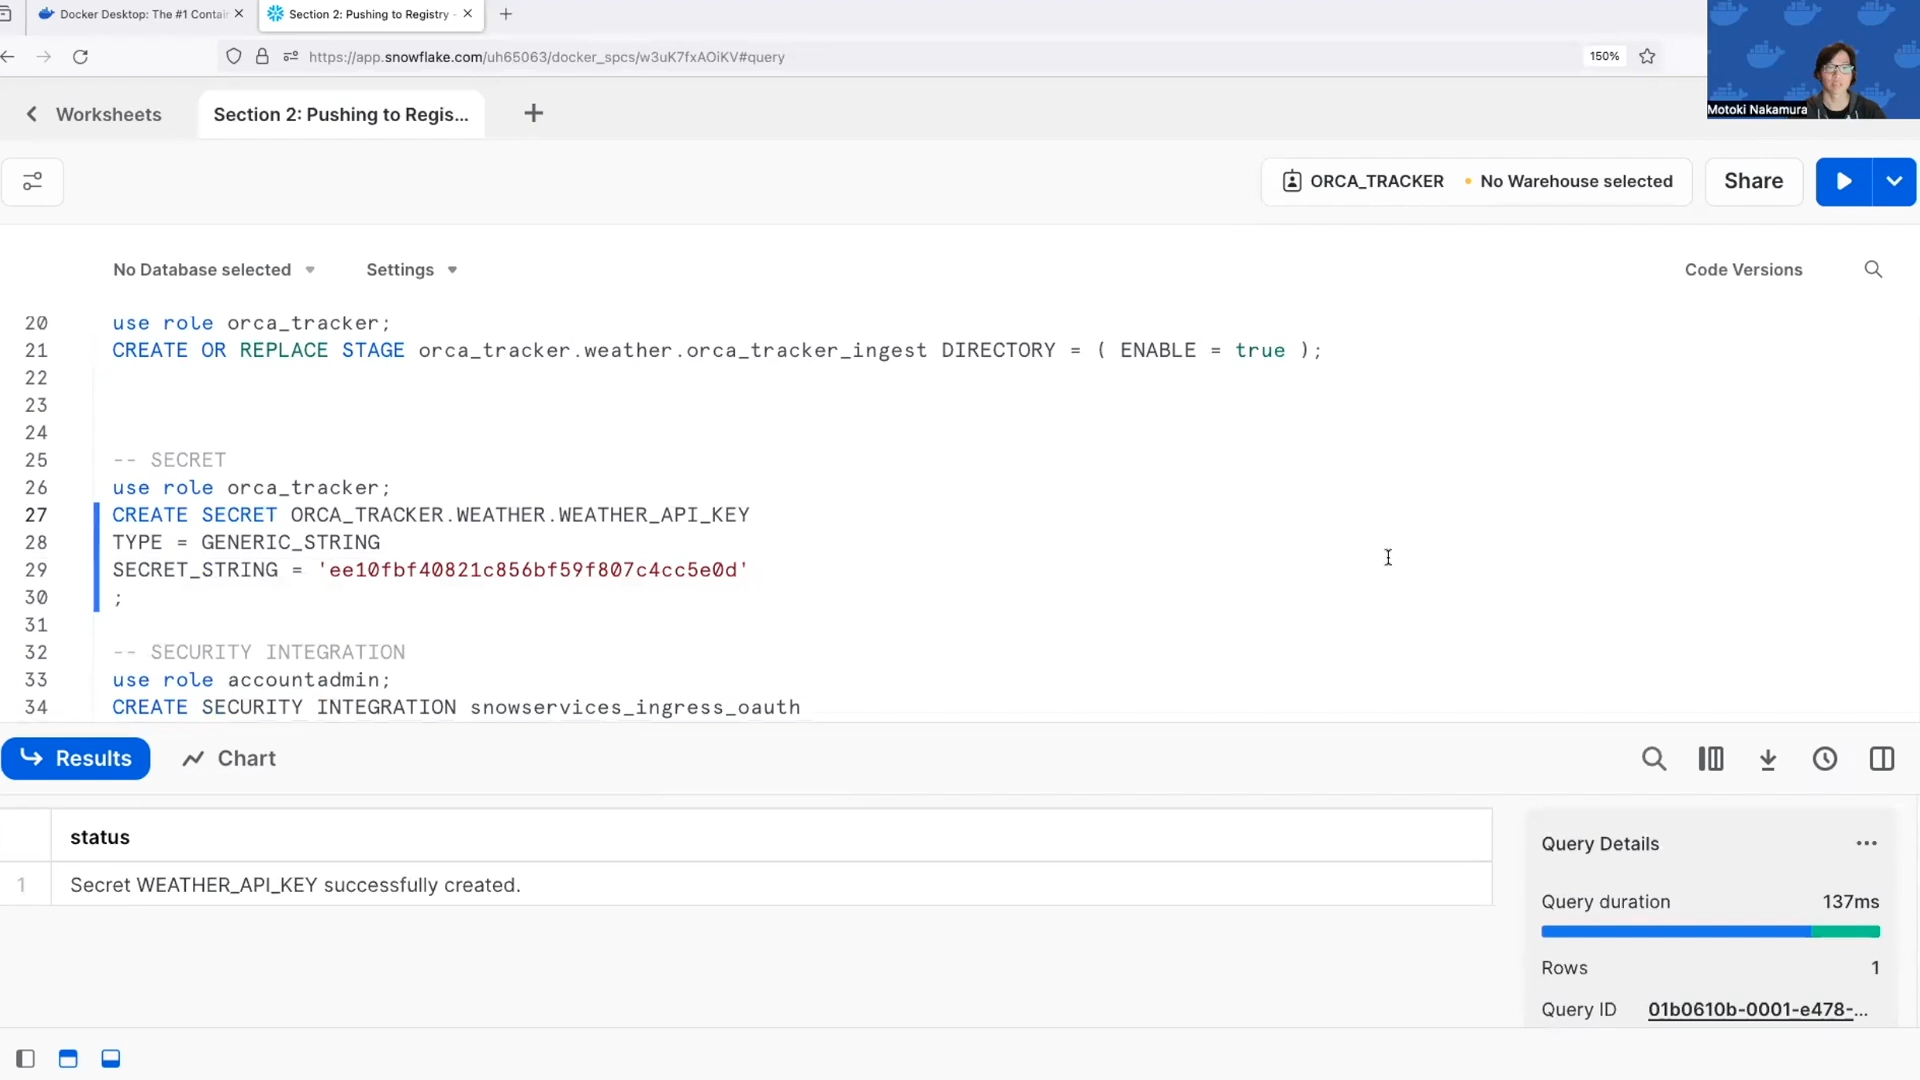 Docker Desktop: The #1 Contai
Section 2: Pushing to Registry -
https://app.snowflake.com/uh65063/docker_spcs/w3uK7fxAOiKV#query
150%
Motoki Nakamura
Worksheets
Section 2: Pushing to Regis...
ORCA_TRACKER
No Warehouse selected
Share
No Database selected
Settings
Code Versions
20 use role orca_tracker;
21 CREATE OR REPLACE STAGE orca_tracker.weather.orca_tracker_ingest DIRECTORY = ( ENABLE = true );
22
23
24
25 -- SECRET
26 use role orca_tracker;
27 CREATE SECRET ORCA_TRACKER.WEATHER.WEATHER_API_KEY
28 TYPE = GENERIC_STRING
29 SECRET_STRING = 'ee10fbf40821c856bf59f807c4cc5e0d'
30 ;
31
32 -- SECURITY INTEGRATION
33 use role accountadmin;
34 CREATE SECURITY INTEGRATION snowservices_ingress_oauth
Results
Chart
status
1 Secret WEATHER_API_KEY successfully created.
Query Details
...
Query duration 137ms
Rows 1
Query ID 01b0610b-0001-e478-...